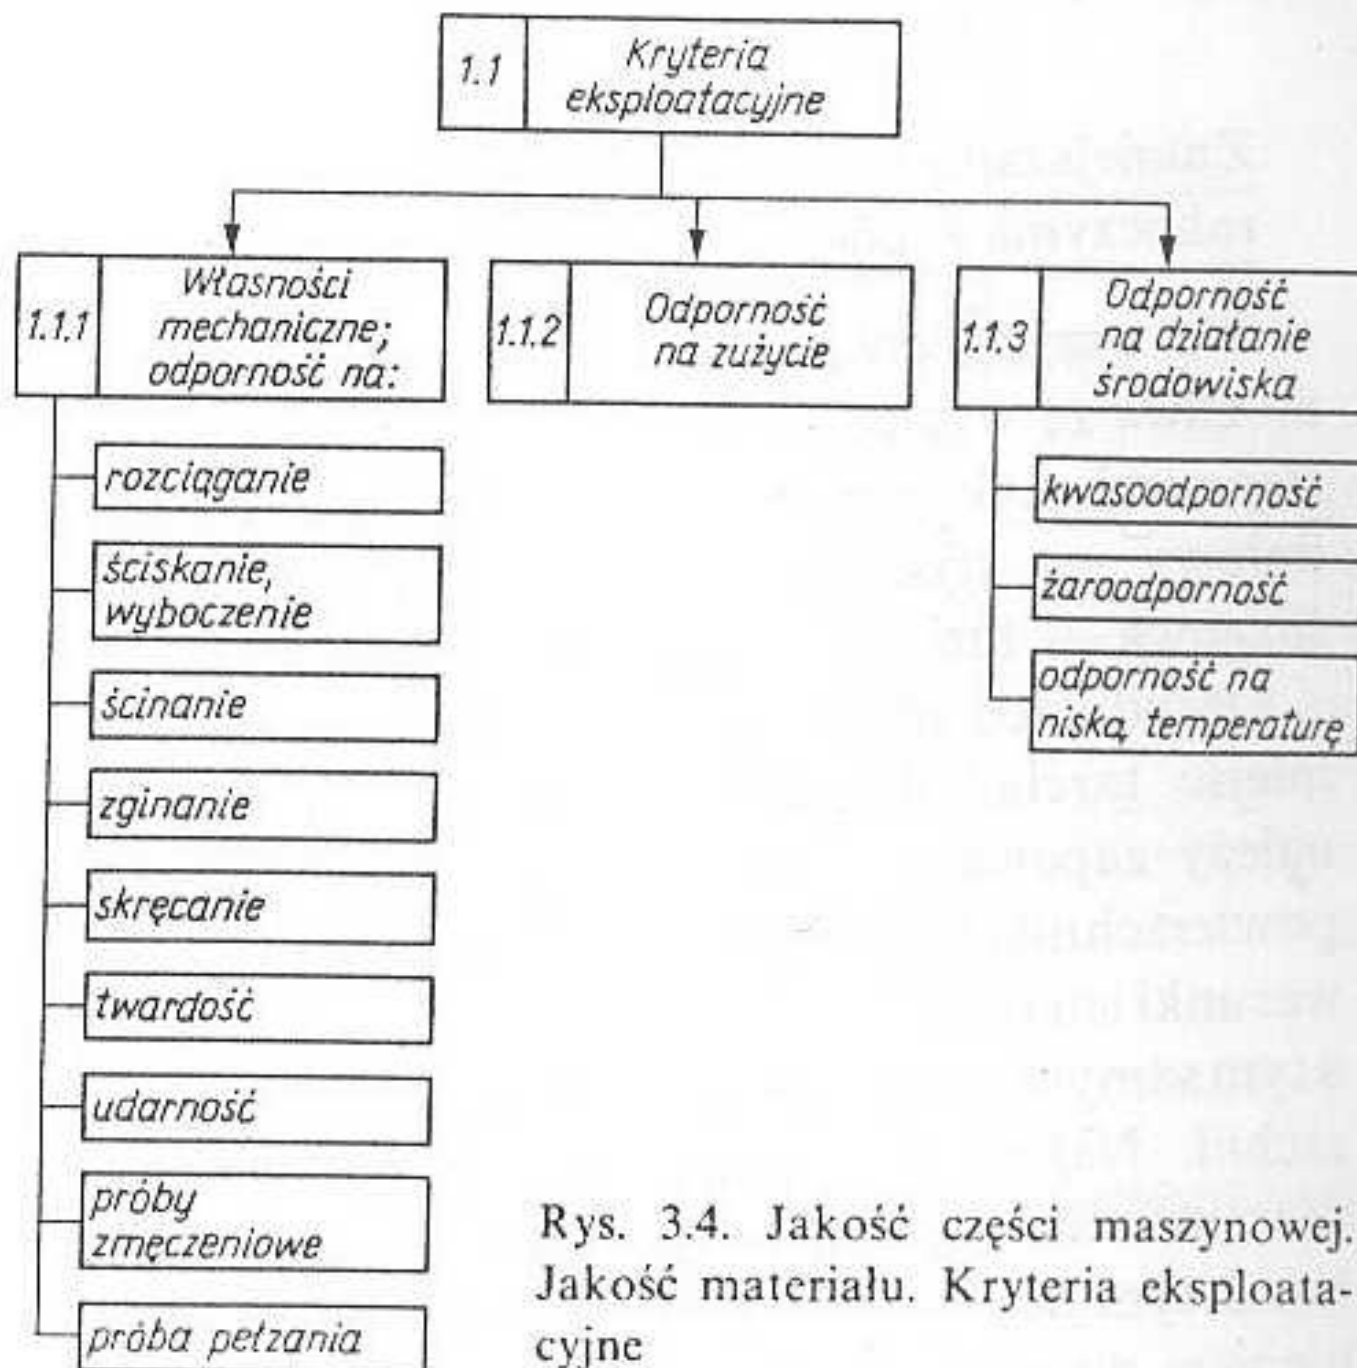 1.1
Kryteria
eksploatacyjne
1.1.1
Własności
mechaniczne;
odporność na:
rozciąganie
ściskanie,
wyboczenie
ścinanie
zginanie
skręcanie
twardość
udarność
próby
zmęczeniowe
próba pełzania
1.1.2
Odporność
na zużycie
1.1.3
Odporność
na działanie
środowiska
kwasoodporność
żaroodporność
odporność na
niską temperaturę
Rys. 3.4. Jakość części maszynowej.
Jakość materiału. Kryteria eksploata-
cyjne